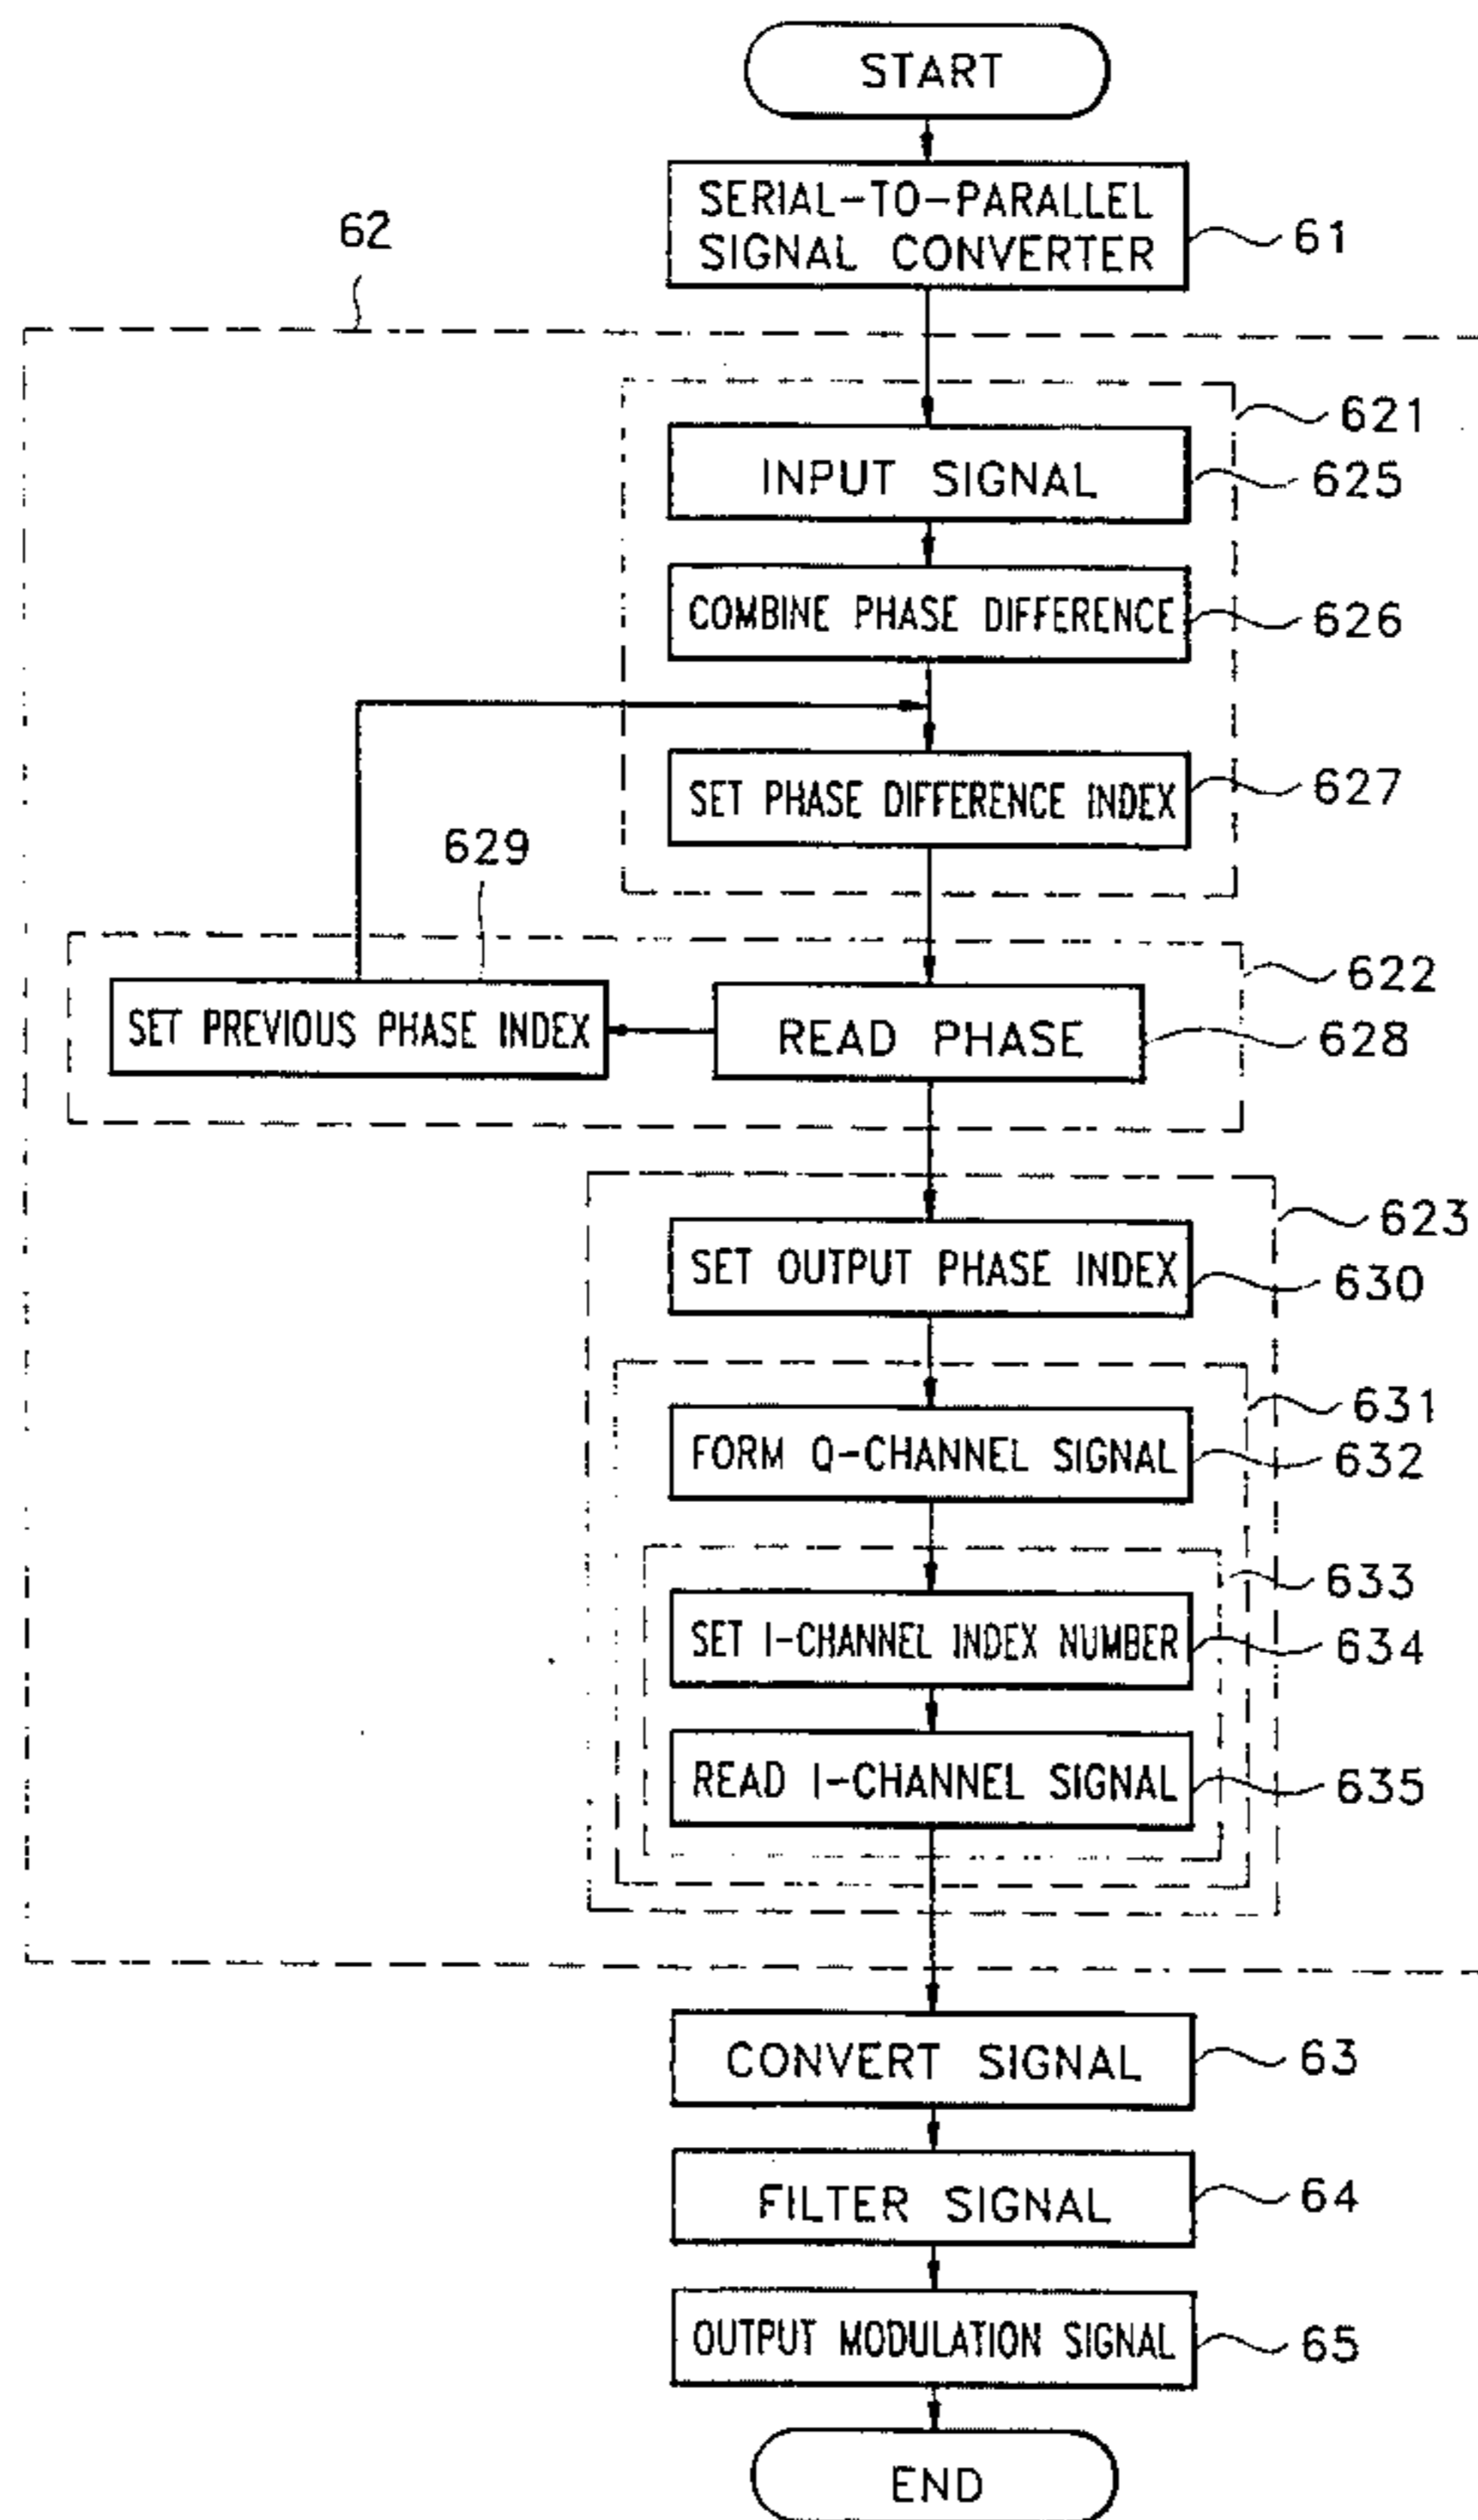 START
SERIAL-TO-PARALLEL
SIGNAL CONVERTER
61
62
621
INPUT SIGNAL
625
COMBINE PHASE DIFFERENCE
626
SET PHASE DIFFERENCE INDEX
627
629
622
SET PREVIOUS PHASE INDEX
READ PHASE
628
623
SET OUTPUT PHASE INDEX
630
631
FORM Q-CHANNEL SIGNAL
632
633
SET I-CHANNEL INDEX NUMBER
634
READ I-CHANNEL SIGNAL
635
CONVERT SIGNAL
63
FILTER SIGNAL
64
OUTPUT MODULATION SIGNAL
65
END